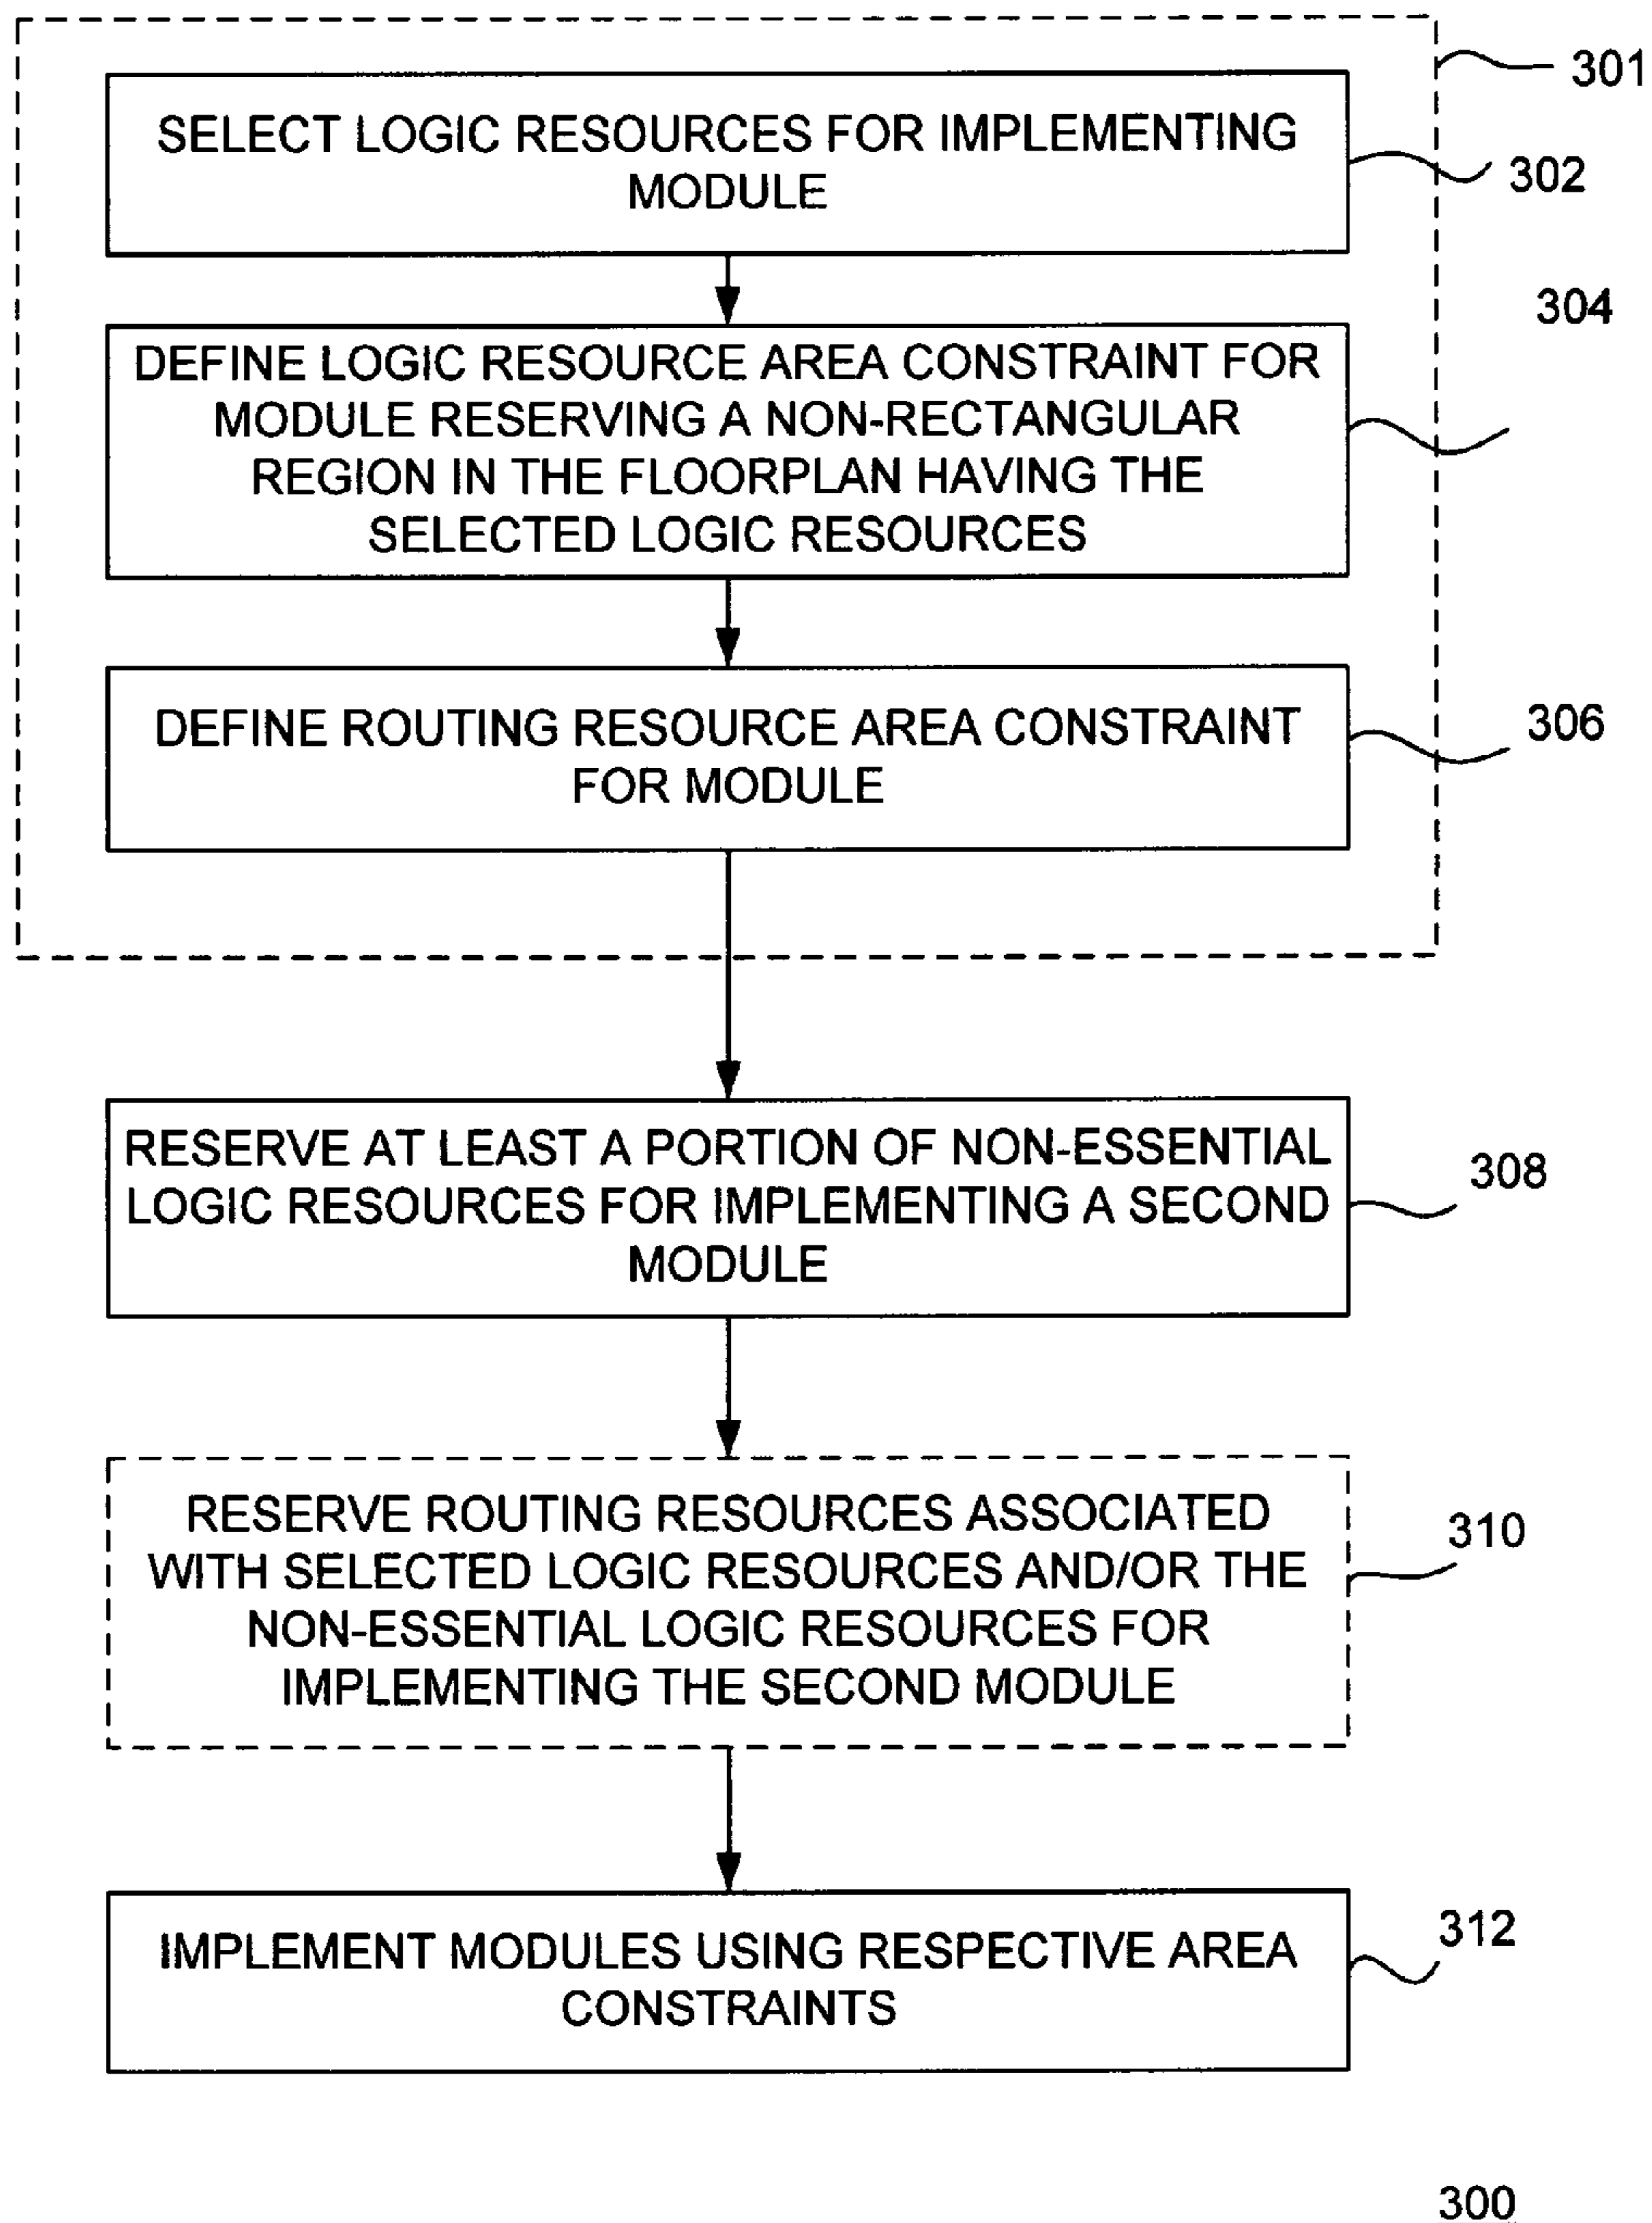 301
SELECT LOGIC RESOURCES FOR IMPLEMENTING
MODULE
302
304
DEFINE LOGIC RESOURCE AREA CONSTRAINT FOR
MODULE RESERVING A NON-RECTANGULAR
REGION IN THE FLOORPLAN HAVING THE
SELECTED LOGIC RESOURCES
DEFINE ROUTING RESOURCE AREA CONSTRAINT
FOR MODULE
306
RESERVE AT LEAST A PORTION OF NON-ESSENTIAL
LOGIC RESOURCES FOR IMPLEMENTING A SECOND
MODULE
308
RESERVE ROUTING RESOURCES ASSOCIATED
WITH SELECTED LOGIC RESOURCES AND/OR THE
NON-ESSENTIAL LOGIC RESOURCES FOR
IMPLEMENTING THE SECOND MODULE
310
IMPLEMENT MODULES USING RESPECTIVE AREA
CONSTRAINTS
312
300